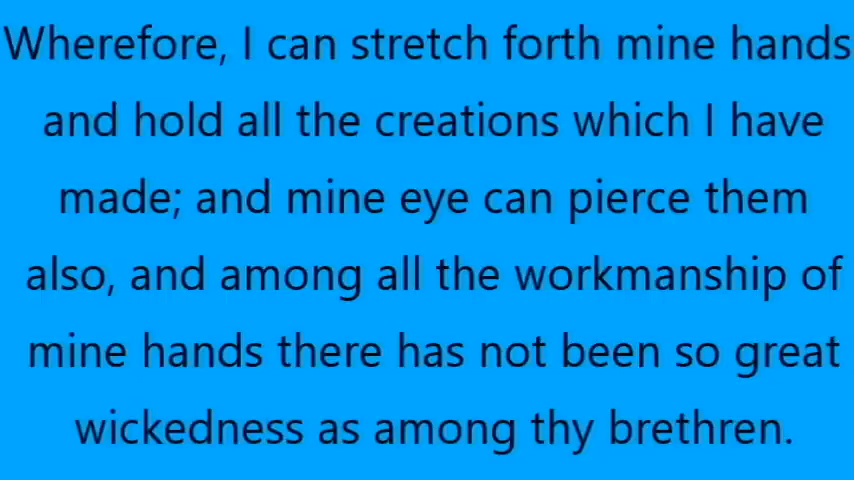 Wherefore, I can stretch forth mine hands
and hold all the creations which I have
made; and mine eye can pierce them
also, and among all the workmanship of
mine hands there has not been so great
wickedness as among thy brethren.